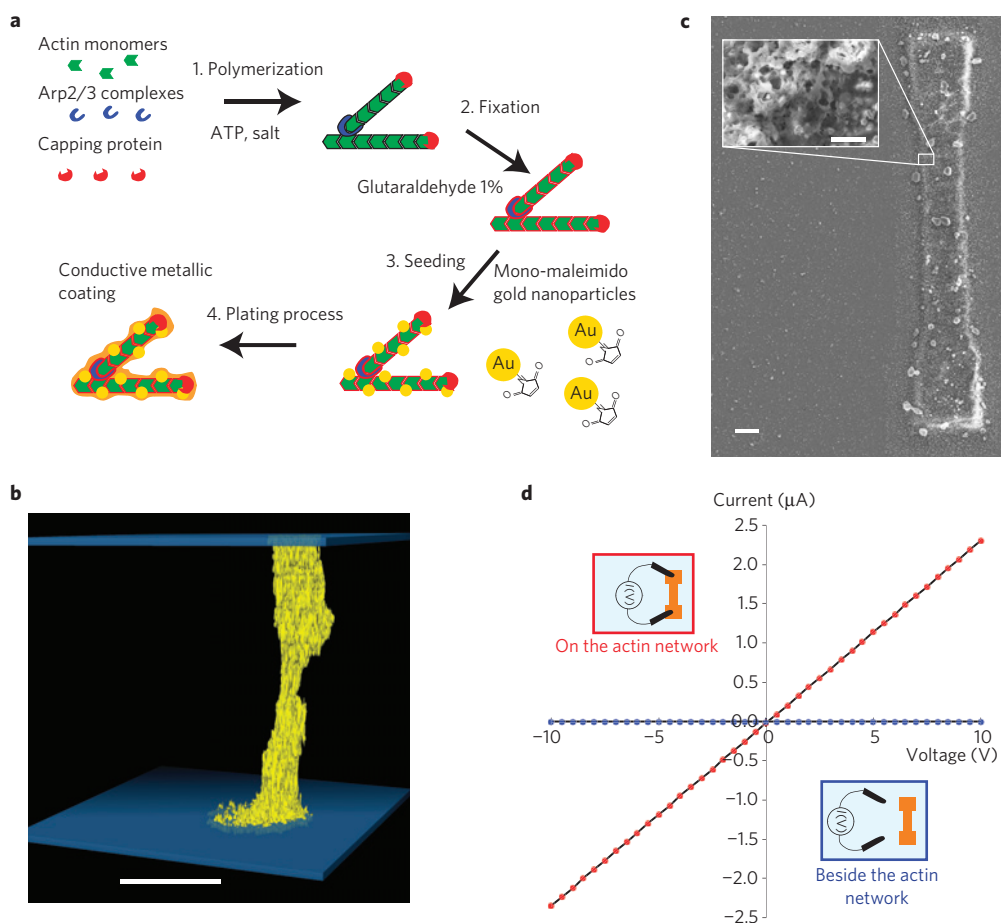 a
Actin monomers
Arp2/3 complexes
Capping protein
1. Polymerization
ATP, salt
2. Fixation
Glutaraldehyde 1%
3. Seeding
Mono-maleimido
gold nanoparticles
Au
O
O
Au
O
O
Au
O
O
4. Plating process
Conductive metallic
coating
b
c
d
Current (μA)
2.5
2.0
1.5
1.0
0.5
0.0
−0.5
−1.0
−1.5
−2.0
−2.5
−10
−5
0
5
10
Voltage (V)
I(V)
On the actin network
I(V)
Beside the actin
network